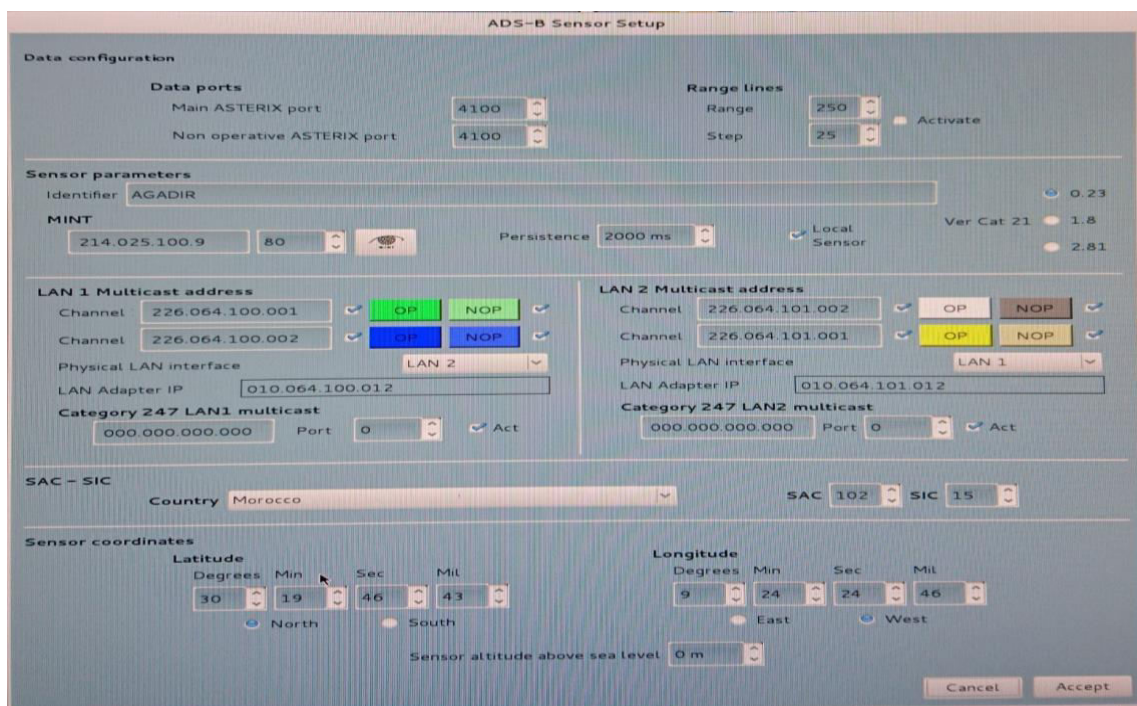 ADS-B Sensor Setup
Data configuration
Data ports
Range lines
Main ASTERIX port 4100
Range 250
Non operative ASTERIX port 4100
Step 25
Activate
Sensor parameters
Identifier AGADIR
0.23
MINT
Ver Cat 21 1.8
214.025.100.9 80
Persistence 2000 ms
Local
Sensor
2.81
LAN 1 Multicast address
Channel 226.064.100.001 OP NOP
Channel 226.064.100.002 OP NOP
Physical LAN interface LAN 2
LAN Adapter IP 010.064.100.012
Category 247 LAN1 multicast
000.000.000.000 Port 0 Act
LAN 2 Multicast address
Channel 226.064.101.002 OP NOP
Channel 226.064.101.001 OP NOP
Physical LAN interface LAN 1
LAN Adapter IP 010.064.101.012
Category 247 LAN2 multicast
000.000.000.000 Port 0 Act
SAC - SIC
Country Morocco
SAC 102 SIC 15
Sensor coordinates
Latitude
Degrees Min Sec Mil
30 19 46 43
North South
Longitude
Degrees Min Sec Mil
9 24 24 46
East West
Sensor altitude above sea level 0 m
Cancel Accept